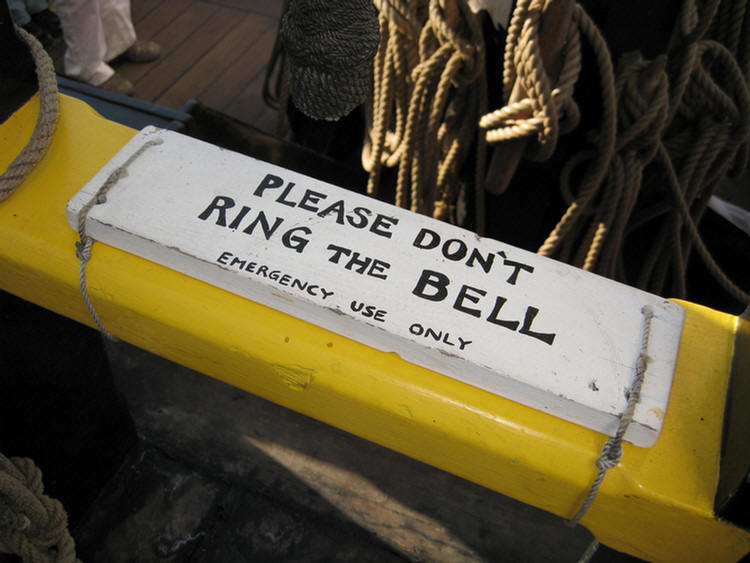 PLEASE DON'T
RING THE BELL
EMERGENCY USE ONLY